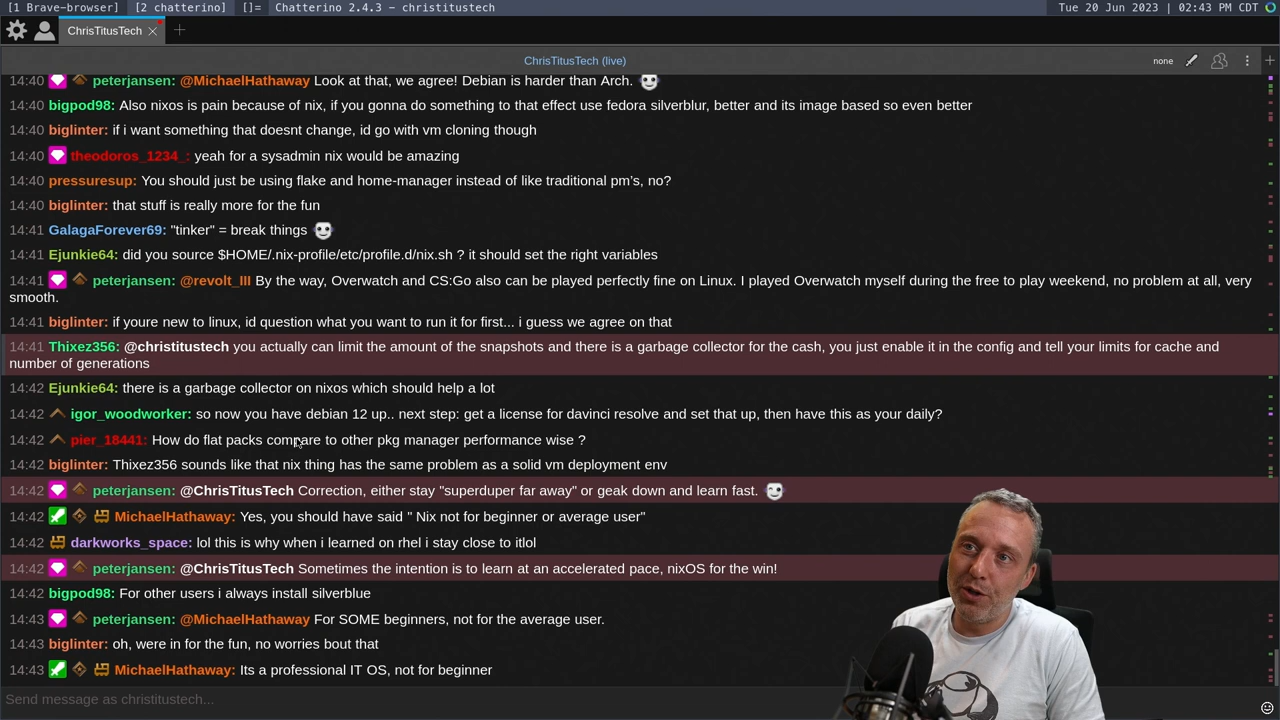 [1 Brave-browser] [2 chatterino] []= Chatterino 2.4.3 - christitustech Tue 20 Jun 2023 | 02:43 PM CDT
ChrisTitusTech
ChrisTitusTech (live) none
14:40 peterjansen: @MichaelHathaway Look at that, we agree! Debian is harder than Arch.
14:40 bigpod98: Also nixos is pain because of nix, if you gonna do something to that effect use fedora silverblur, better and its image based so even better
14:40 biglinter: if i want something that doesnt change, id go with vm cloning though
14:40 theodoros_1234_: yeah for a sysadmin nix would be amazing
14:40 pressuresup: You should just be using flake and home-manager instead of like traditional pm's, no?
14:40 biglinter: that stuff is really more for the fun
14:41 GalagaForever69: "tinker" = break things
14:41 Ejunkie64: did you source $HOME/.nix-profile/etc/profile.d/nix.sh ? it should set the right variables
14:41 peterjansen: @revolt_III By the way, Overwatch and CS:Go also can be played perfectly fine on Linux. I played Overwatch myself during the free to play weekend, no problem at all, very
smooth.
14:41 biglinter: if youre new to linux, id question what you want to run it for first... i guess we agree on that
14:41 Thixez356: @christitustech you actually can limit the amount of the snapshots and there is a garbage collector for the cash, you just enable it in the config and tell your limits for cache and
number of generations
14:42 Ejunkie64: there is a garbage collector on nixos which should help a lot
14:42 igor_woodworker: so now you have debian 12 up.. next step: get a license for davinci resolve and set that up, then have this as your daily?
14:42 pier_18441: How do flat packs compare to other pkg manager performance wise ?
14:42 biglinter: Thixez356 sounds like that nix thing has the same problem as a solid vm deployment env
14:42 peterjansen: @ChrisTitusTech Correction, either stay "superduper far away" or geak down and learn fast.
14:42 MichaelHathaway: Yes, you should have said " Nix not for beginner or average user"
14:42 darkworks_space: lol this is why when i learned on rhel i stay close to itlol
14:42 peterjansen: @ChrisTitusTech Sometimes the intention is to learn at an accelerated pace, nixOS for the win!
14:42 bigpod98: For other users i always install silverblue
14:43 peterjansen: @MichaelHathaway For SOME beginners, not for the average user.
14:43 biglinter: oh, were in for the fun, no worries bout that
14:43 MichaelHathaway: Its a professional IT OS, not for beginner
Send message as christitustech...